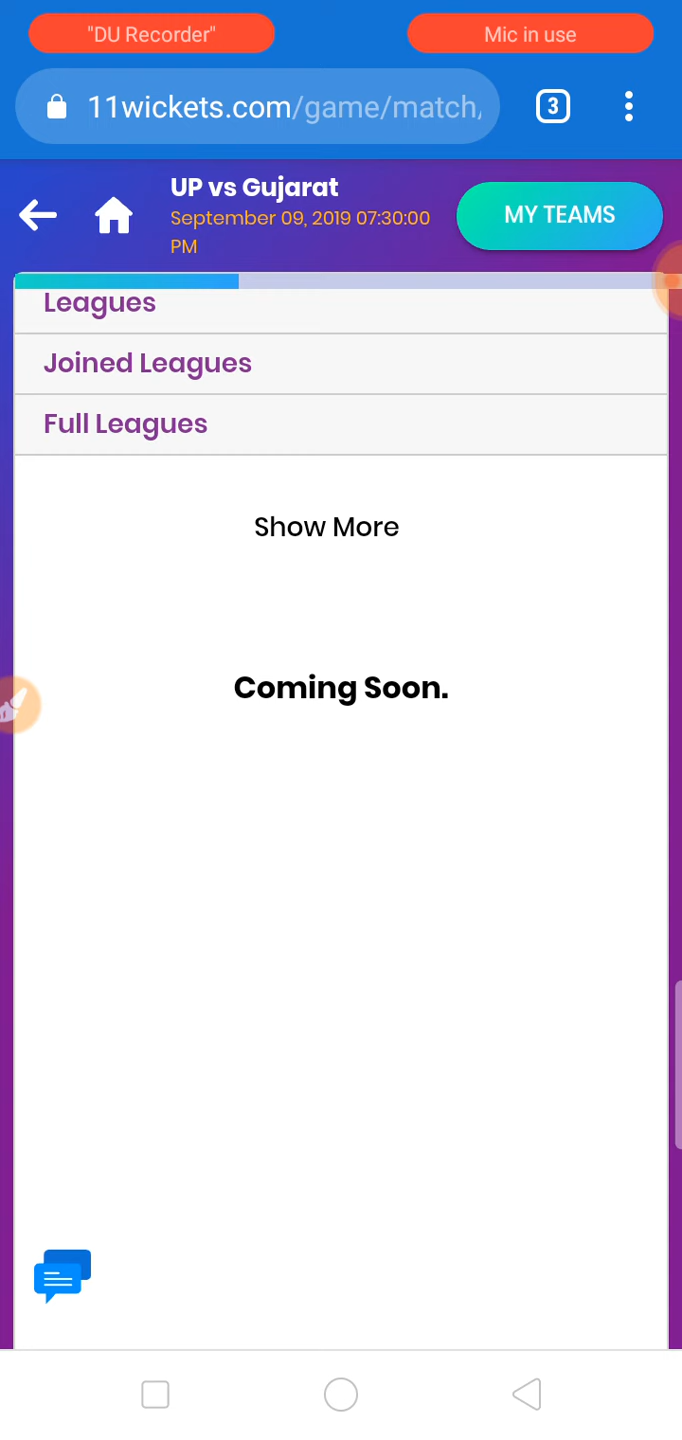 "DU Recorder"
Mic in use
11wickets.com/game/match,
3
UP vs Gujarat
September 09, 2019 07:30:00
PM
MY TEAMS
Leagues
Joined Leagues
Full Leagues
Show More
Coming Soon.